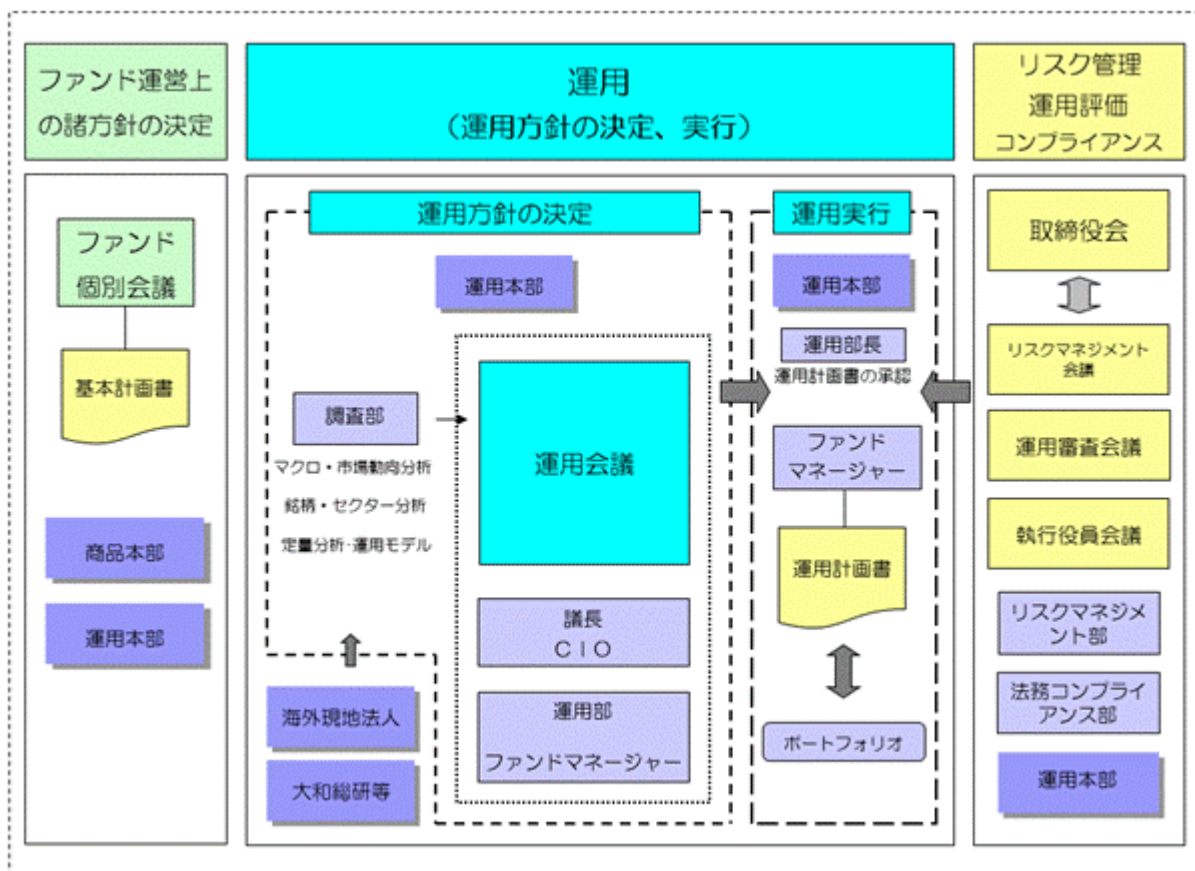 ファンド運営上
の諸方針の決定
運用
（運用方針の決定、実行）
リスク管理
運用評価
コンプライアンス
ファンド
個別会議
基本計画書
商品本部
運用本部
運用方針の決定
運用本部
調査部
マクロ・市場動向分析
銘柄・セクター分析
定量分析・運用モデル
海外現地法人
大和総研等
運用会議
議長
CIO
運用部
ファンドマネージャー
運用実行
運用本部
運用部長
運用計画書の承認
ファンド
マネージャー
運用計画書
ポートフォリオ
取締役会
リスクマネジメント
会議
運用審査会議
執行役員会議
リスクマネジメ
ント部
法務コンプライ
アンス部
運用本部